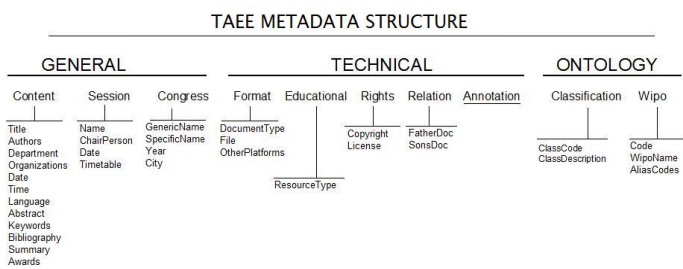 TAEE METADATA STRUCTURE
GENERAL
TECHNICAL
ONTOLOGY
Content
Session
Congress
Format
Educational
Rights
Relation
Annotation
Classification
Wipo
Title
Authors
Department
Organizations
Date
Time
Language
Abstract
Keywords
Bibliography
Summary
Awards
Name
ChairPerson
Date
Timetable
GenericName
SpecificName
Year
City
DocumentType
File
OtherPlatforms
ResourceType
Copyright
License
FatherDoc
SonsDoc
ClassCode
ClassDescription
Code
WipoName
AliasCodes